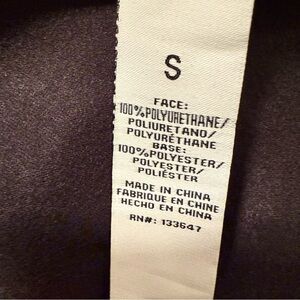 S
FACE:
100%POLYURETHANE/
POLIURETANO/
POLYURÉTHANE
BASE:
100%POLYESTER/
POLYESTER/
POLIÉSTER
MADE IN CHINA
FABRIQUE EN CHINE
HECHO EN CHINA
RN#: 133647